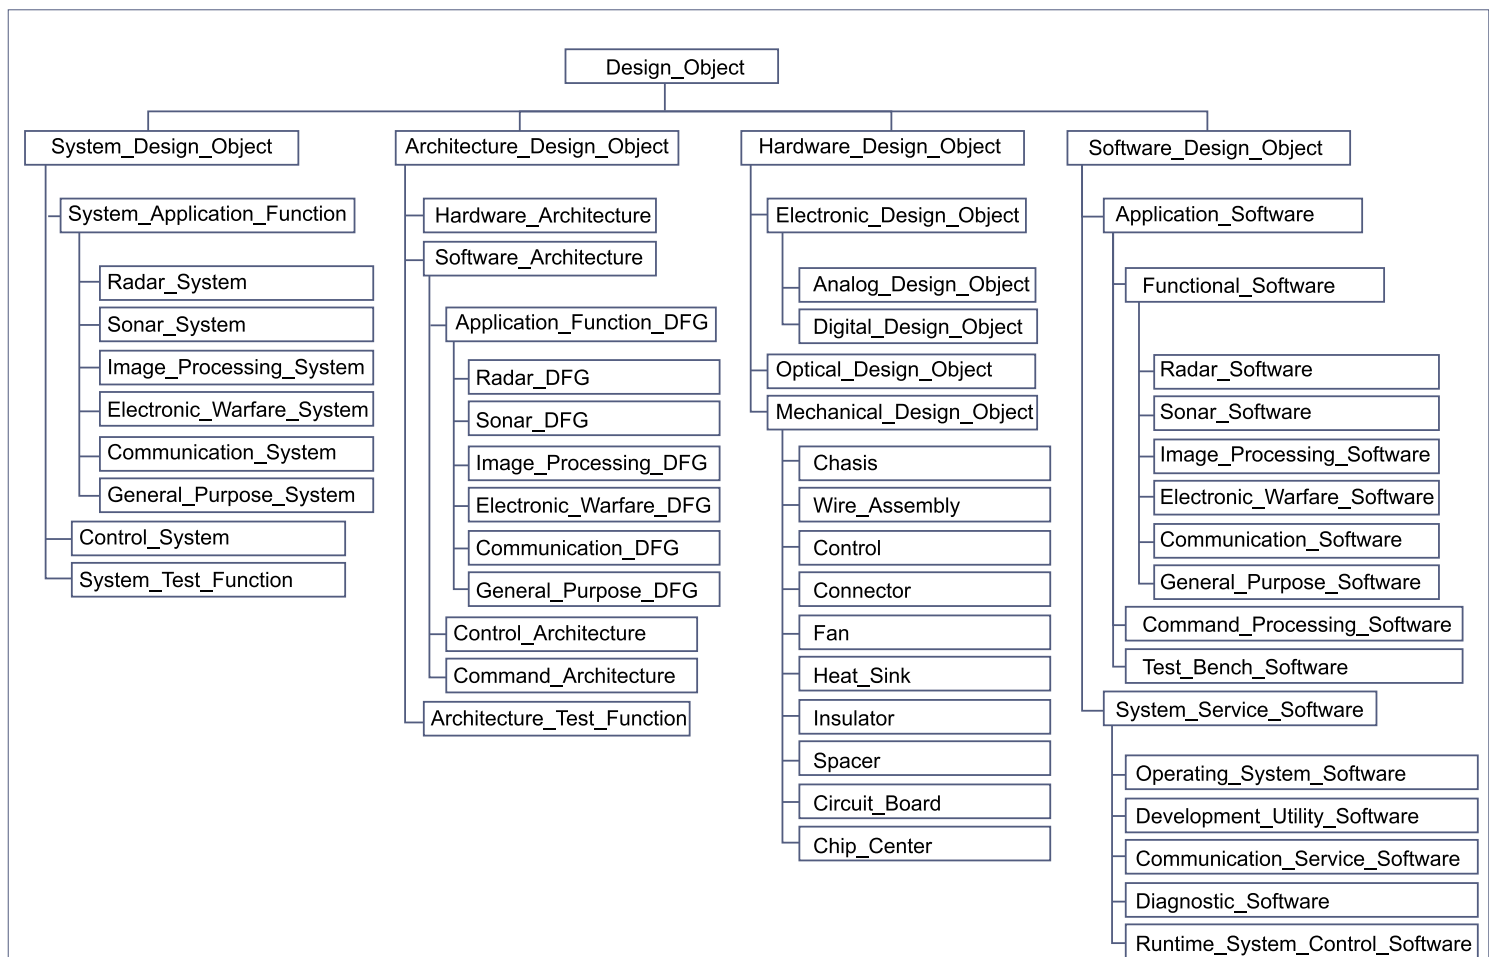 Design_Object
System_Design_Object
System_Application_Function
Radar_System
Sonar_System
Image_Processing_System
Electronic_Warfare_System
Communication_System
General_Purpose_System
Control_System
System_Test_Function
Architecture_Design_Object
Hardware_Architecture
Software_Architecture
Application_Function_DFG
Radar_DFG
Sonar_DFG
Image_Processing_DFG
Electronic_Warfare_DFG
Communication_DFG
General_Purpose_DFG
Control_Architecture
Command_Architecture
Architecture_Test_Function
Hardware_Design_Object
Electronic_Design_Object
Analog_Design_Object
Digital_Design_Object
Optical_Design_Object
Mechanical_Design_Object
Chasis
Wire_Assembly
Control
Connector
Fan
Heat_Sink
Insulator
Spacer
Circuit_Board
Chip_Center
Software_Design_Object
Application_Software
Functional_Software
Radar_Software
Sonar_Software
Image_Processing_Software
Electronic_Warfare_Software
Communication_Software
General_Purpose_Software
Command_Processing_Software
Test_Bench_Software
System_Service_Software
Operating_System_Software
Development_Utility_Software
Communication_Service_Software
Diagnostic_Software
Runtime_System_Control_Software